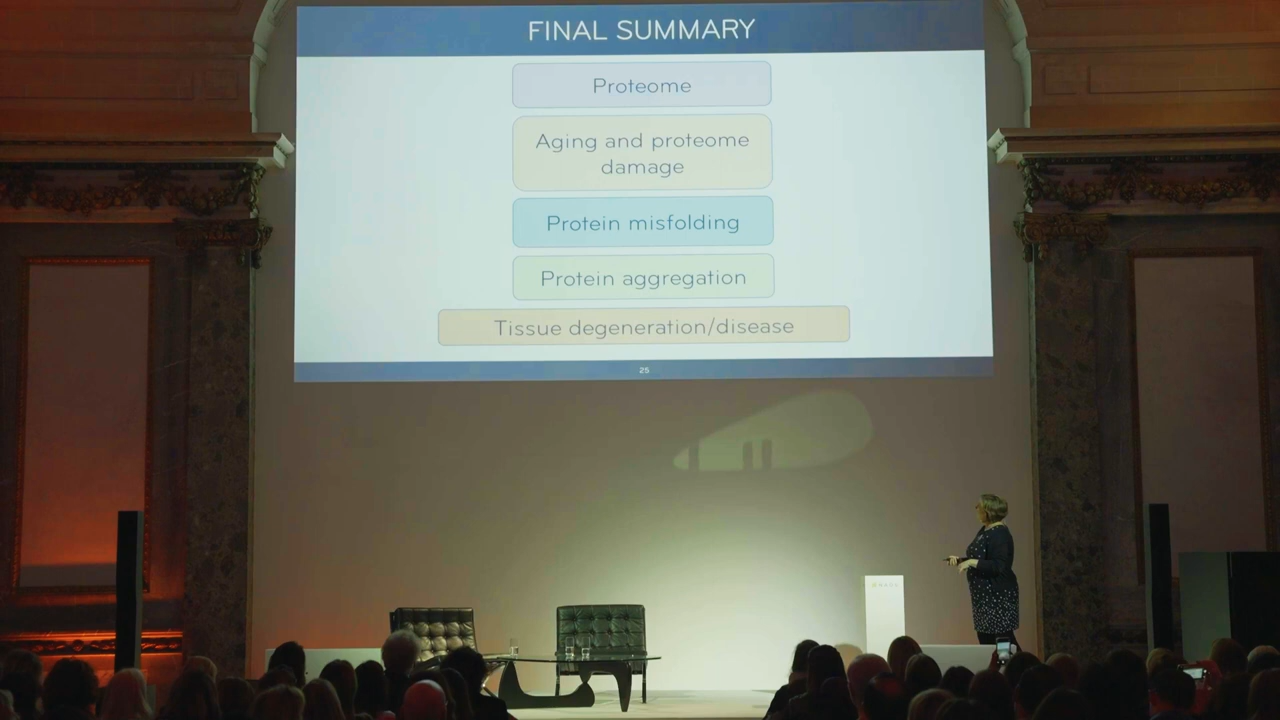 FINAL SUMMARY
Proteome
Aging and proteome
damage
Protein misfolding
Protein aggregation
Tissue degeneration/disease
25